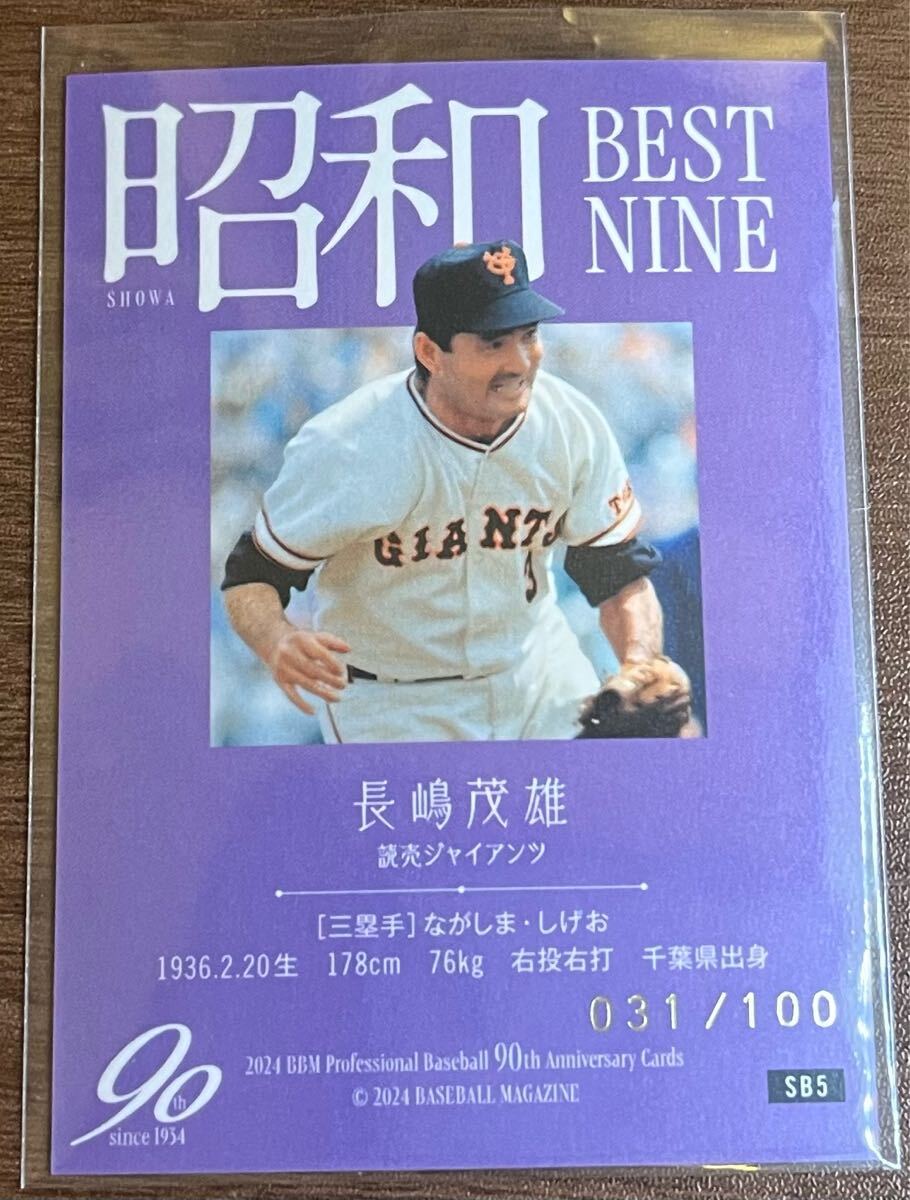 昭和
SHOWA
BEST
NINE
GIANTS
3
長嶋茂雄
読売ジャイアンツ
[三塁手]ながしま・しげお
1936.2.20生 178cm 76kg 右投右打 千葉県出身
031/100
90th
since 1934
2024 BBM Professional Baseball 90th Anniversary Cards
© 2024 BASEBALL MAGAZINE
SB5